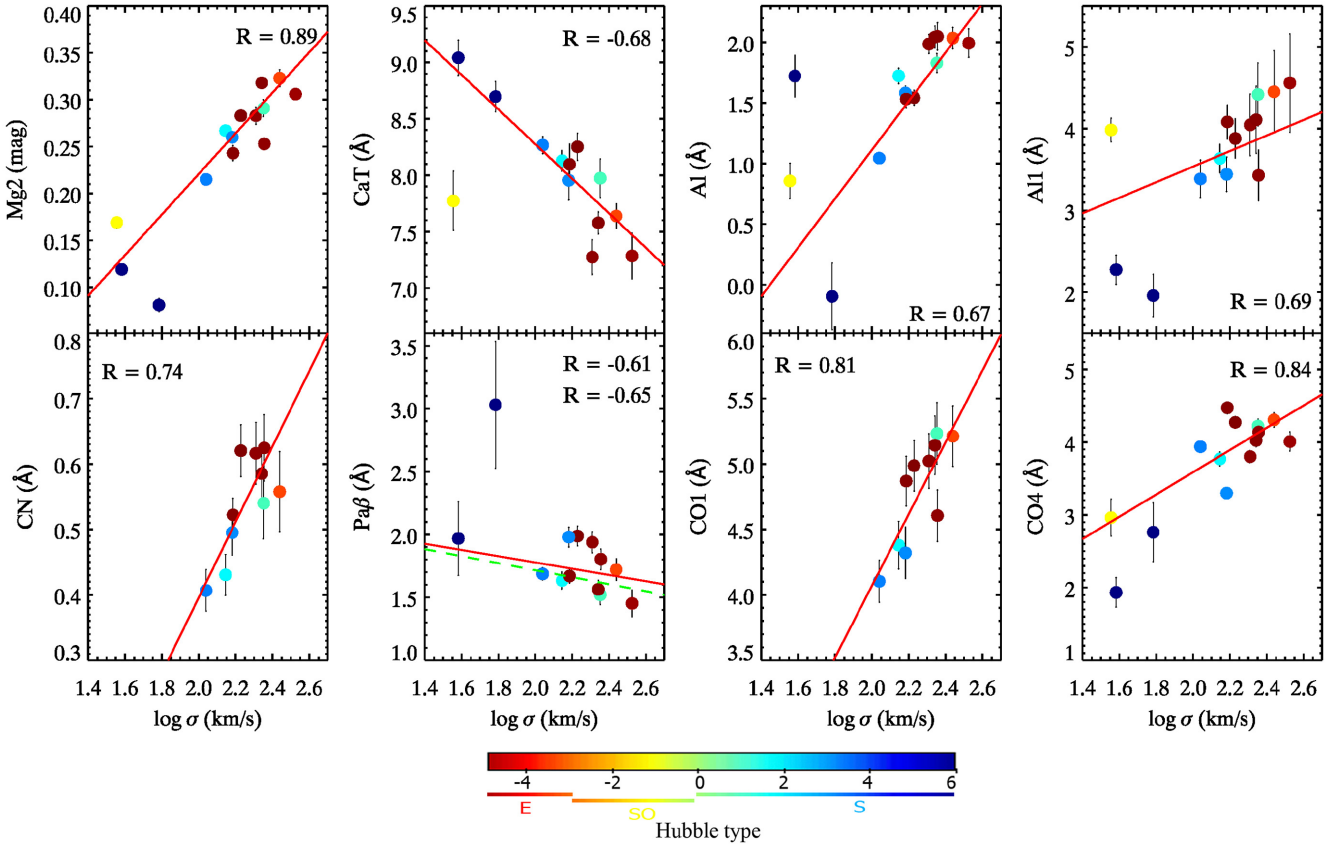 0.40
0.35
0.30
0.25
0.20
0.15
0.10
Mg2 (mag)
R = 0.89
9.5
9.0
8.5
8.0
7.5
7.0
CaT (Å)
R = -0.68
2.0
1.5
1.0
0.5
0.0
Al (Å)
R = 0.67
5
4
3
2
Al1 (Å)
R = 0.69
0.8
0.7
0.6
0.5
0.4
0.3
CN (Å)
R = 0.74
3.5
3.0
2.5
2.0
1.5
1.0
Paβ (Å)
R = -0.61
R = -0.65
6.0
5.5
5.0
4.5
4.0
3.5
CO1 (Å)
R = 0.81
5
4
3
2
1
CO4 (Å)
R = 0.84
1.4 1.6 1.8 2.0 2.2 2.4 2.6
log σ (km/s)
1.4 1.6 1.8 2.0 2.2 2.4 2.6
log σ (km/s)
1.4 1.6 1.8 2.0 2.2 2.4 2.6
log σ (km/s)
1.4 1.6 1.8 2.0 2.2 2.4 2.6
log σ (km/s)
-4 -2 0 2 4 6
E SO S
Hubble type